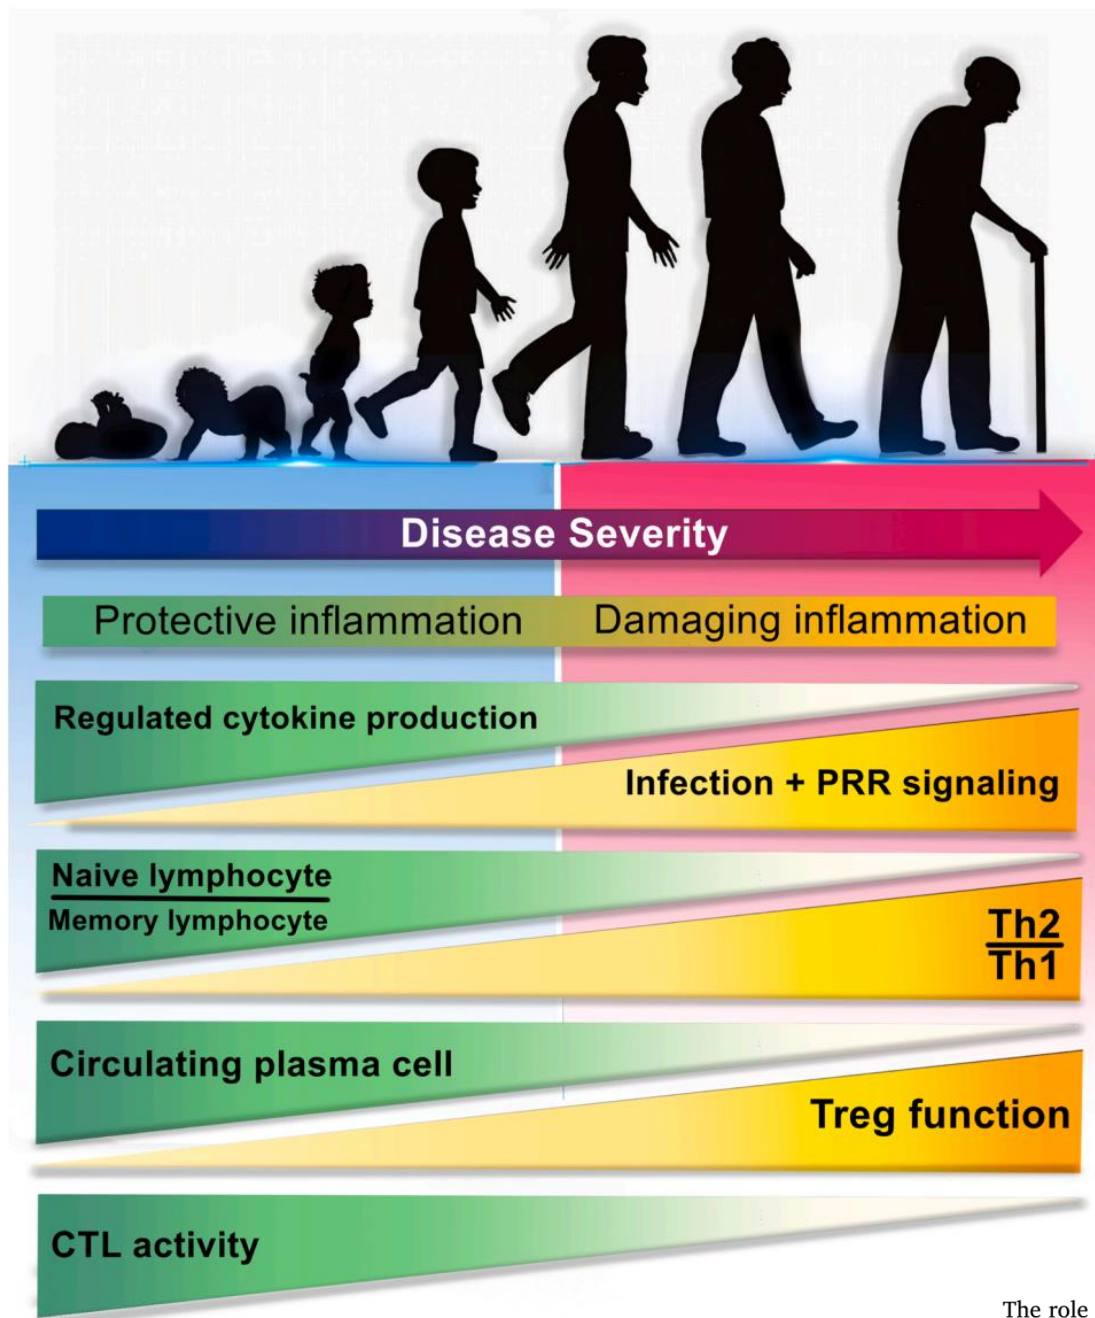 Disease Severity
Protective inflammation Damaging inflammation
Regulated cytokine production
Infection + PRR signaling
Naive lymphocyte
Memory lymphocyte
Th2
Th1
Circulating plasma cell
Treg function
CTL activity
The role